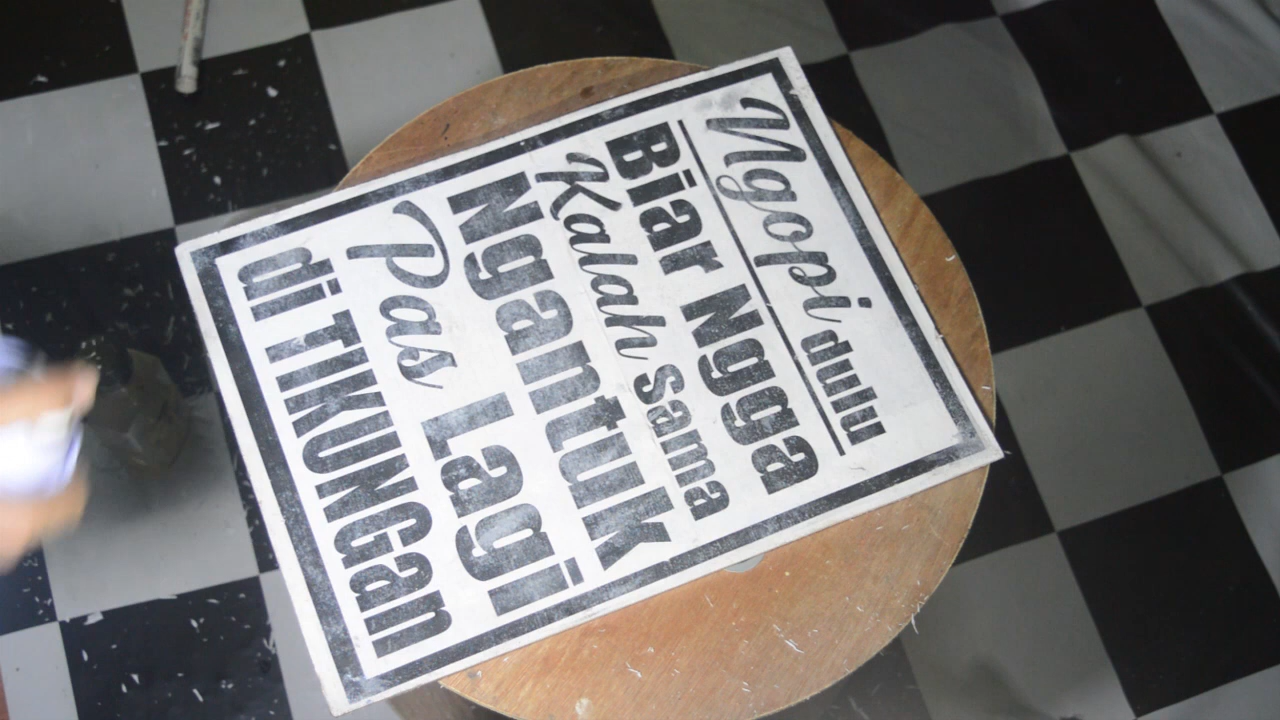 Ngopi dulu
Biar Ngga
Kalah sama
Ngantuk
Pas Lagi
di TIKUNGan